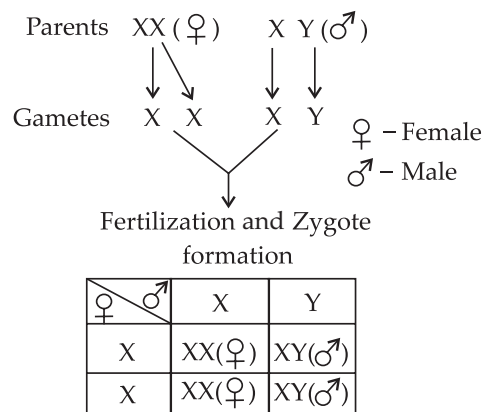 Parents XX (♀) X Y (♂)
Gametes X X X Y
♀ – Female
♂ – Male
Fertilization and Zygote
formation
♀ ♂ X Y
X XX(♀) XY(♂)
X XX(♀) XY(♂)